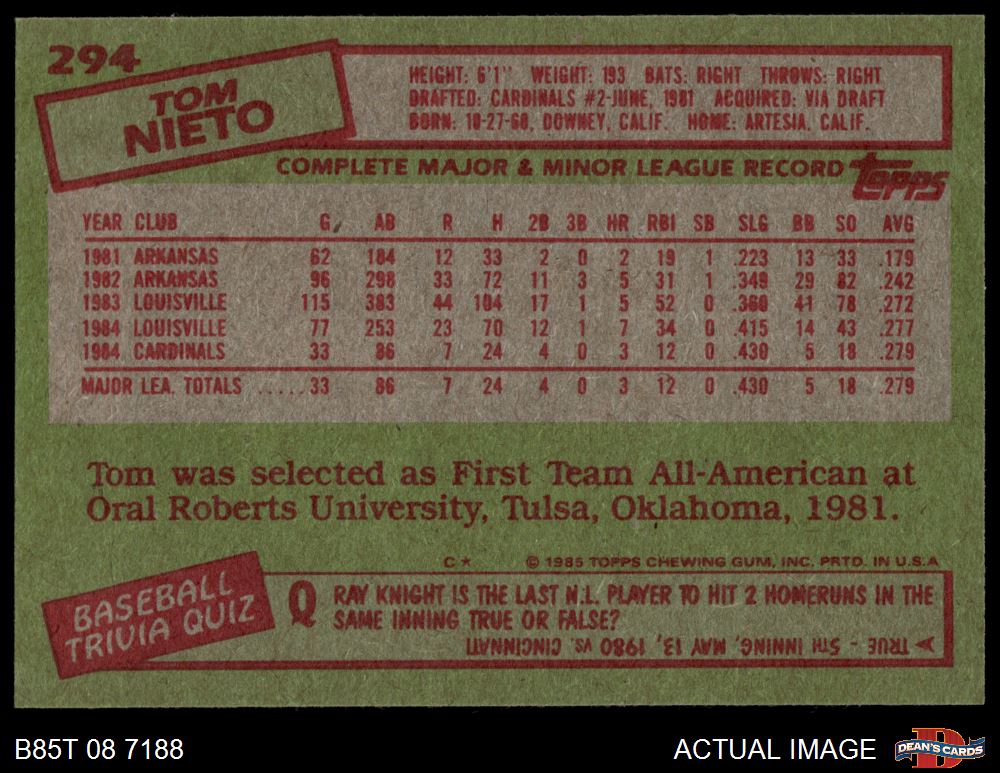 294
TOM
NIETO
HEIGHT: 6'1" WEIGHT: 193 BATS: RIGHT THROWS: RIGHT
DRAFTED: CARDINALS #2-JUNE, 1981 ACQUIRED: VIA DRAFT
BORN: 10-27-60, DOWNEY, CALIF. HOME: ARTESIA, CALIF.
COMPLETE MAJOR & MINOR LEAGUE RECORD topps
YEAR CLUB G AB R H 2B 3B HR RBI SB SLG BB SO AVG
1981 ARKANSAS 62 184 12 33 2 0 2 19 1 .223 13 33 .179
1982 ARKANSAS 96 298 33 72 11 3 5 31 1 .349 29 82 .242
1983 LOUISVILLE 115 383 44 104 17 1 5 52 0 .360 41 78 .272
1984 LOUISVILLE 77 253 23 70 12 1 7 34 0 .415 14 43 .277
1984 CARDINALS 33 86 7 24 4 0 3 12 0 .430 5 18 .279
MAJOR LEA. TOTALS .....33 86 7 24 4 0 3 12 0 .430 5 18 .279
Tom was selected as First Team All-American at
Oral Roberts University, Tulsa, Oklahoma, 1981.
C* © 1985 TOPPS CHEWING GUM, INC. PRTD. IN U.S.A
BASEBALL
TRIVIA QUIZ
Q RAY KNIGHT IS THE LAST N.L. PLAYER TO HIT 2 HOMERUNS IN THE
SAME INNING TRUE OR FALSE?
TRUE - 5TH INNING, MAY 13, 1980 vs. CINCINNATI
B85T 08 7188
ACTUAL IMAGE
D
DEAN'S CARDS